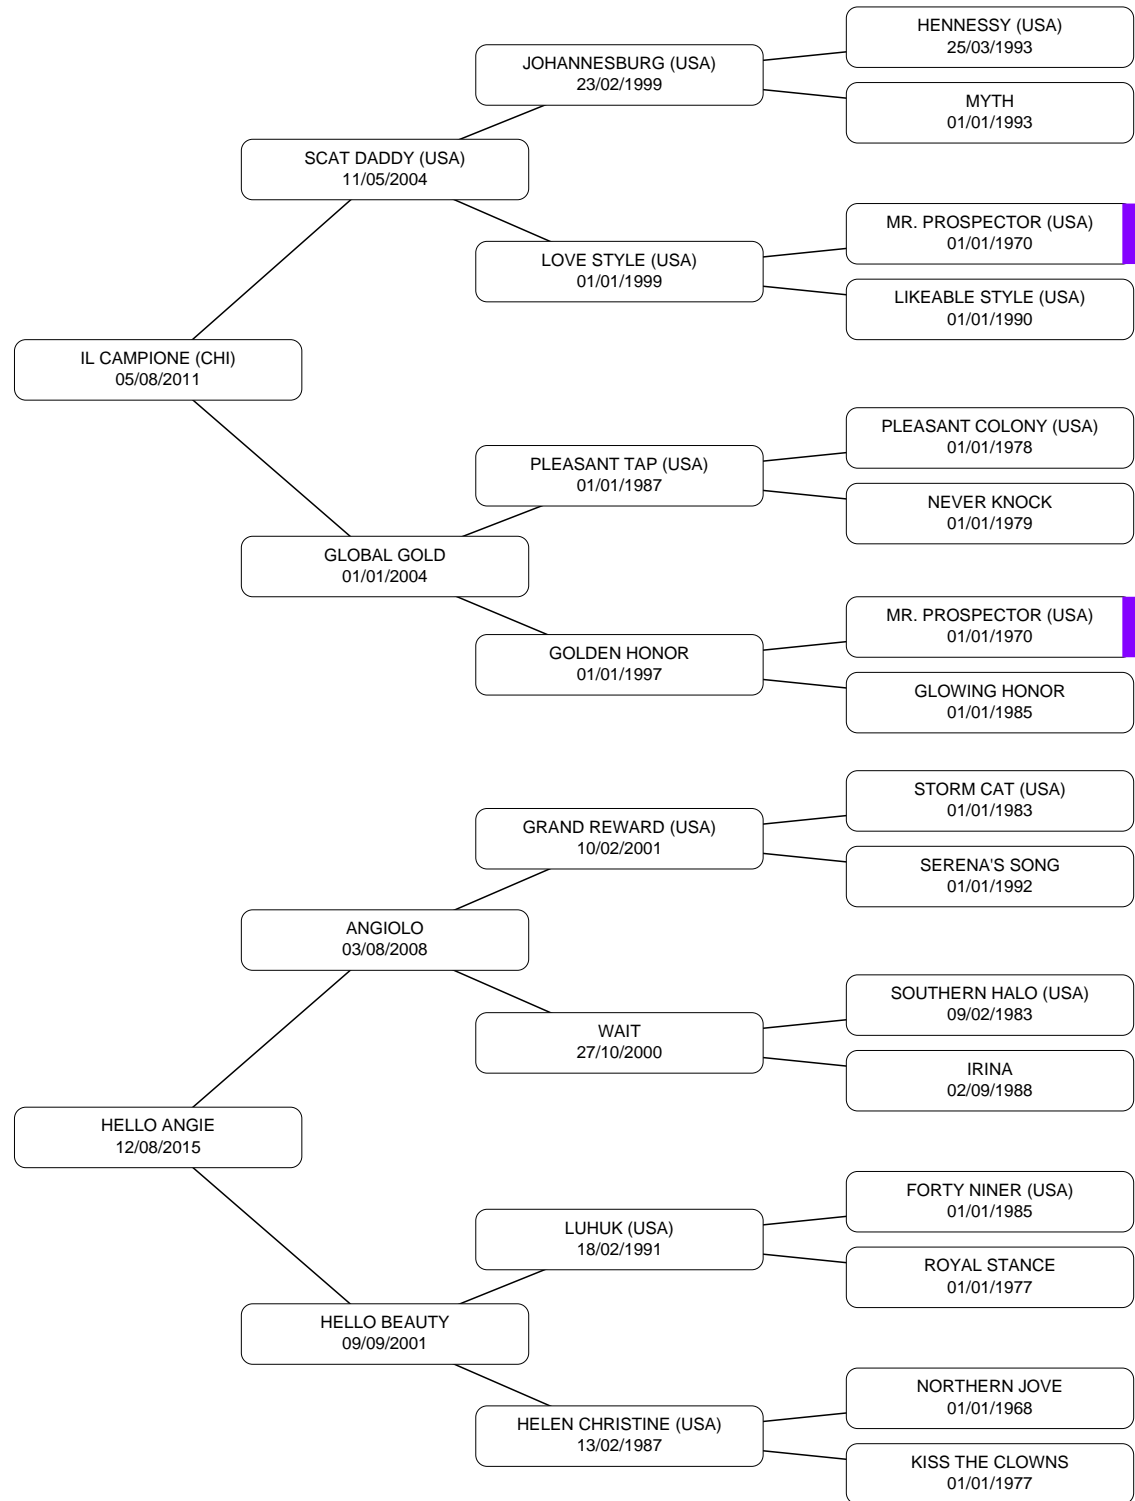 HENNESSY (USA)
25/03/1993
JOHANNESBURG (USA)
23/02/1999
MYTH
01/01/1993
SCAT DADDY (USA)
11/05/2004
MR. PROSPECTOR (USA)
01/01/1970
LOVE STYLE (USA)
01/01/1999
LIKEABLE STYLE (USA)
01/01/1990
IL CAMPIONE (CHI)
05/08/2011
PLEASANT COLONY (USA)
01/01/1978
PLEASANT TAP (USA)
01/01/1987
NEVER KNOCK
01/01/1979
GLOBAL GOLD
01/01/2004
MR. PROSPECTOR (USA)
01/01/1970
GOLDEN HONOR
01/01/1997
GLOWING HONOR
01/01/1985
STORM CAT (USA)
01/01/1983
GRAND REWARD (USA)
10/02/2001
SERENA'S SONG
01/01/1992
ANGIOLO
03/08/2008
SOUTHERN HALO (USA)
09/02/1983
WAIT
27/10/2000
IRINA
02/09/1988
HELLO ANGIE
12/08/2015
FORTY NINER (USA)
01/01/1985
LUHUK (USA)
18/02/1991
ROYAL STANCE
01/01/1977
HELLO BEAUTY
09/09/2001
NORTHERN JOVE
01/01/1968
HELEN CHRISTINE (USA)
13/02/1987
KISS THE CLOWNS
01/01/1977